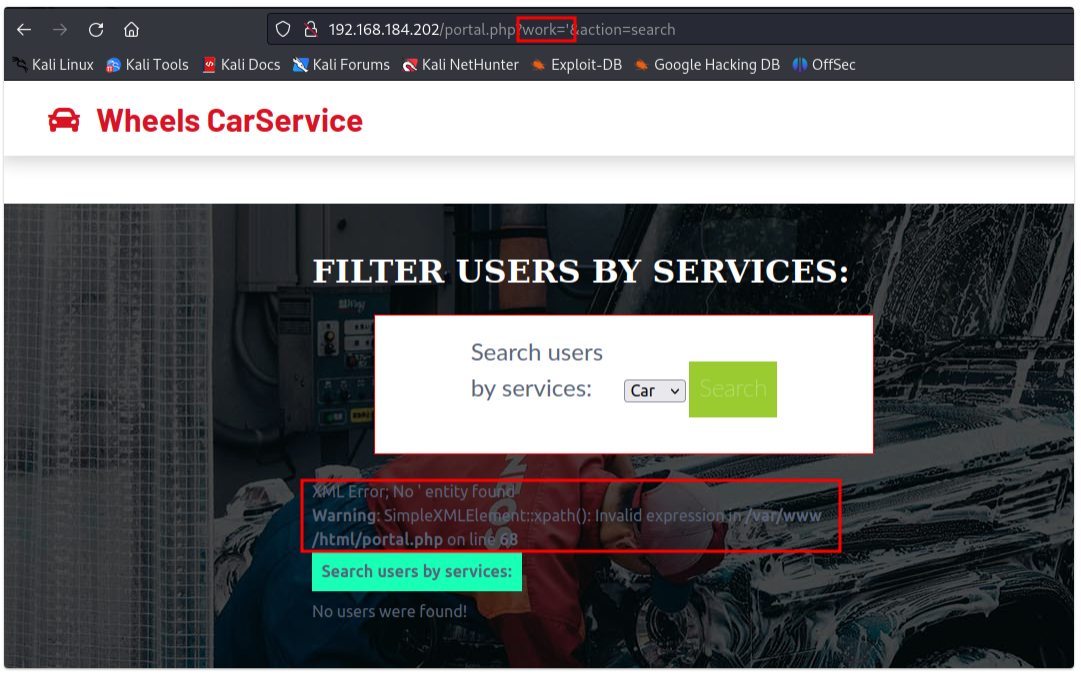 192.168.184.202/portal.php?work='&action=search
Kali Linux Kali Tools Kali Docs Kali Forums Kali NetHunter Exploit-DB Google Hacking DB OffSec
Wheels CarService
FILTER USERS BY SERVICES:
Search users
by services: Car Search
XML Error; No ' entity found
Warning: SimpleXMLElement::xpath(): Invalid expression in /var/www
/html/portal.php on line 68
Search users by services:
No users were found!